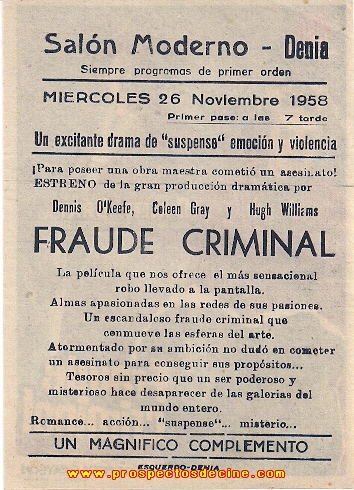 Salón Moderno - Denia
Siempre programas de primer orden
MIERCOLES 26 Noviembre 1958
Primer pase: a las 7 tarde
Un excitante drama de "suspense" emoción y violencia
¡Para poseer una obra maestra cometió un asesinato!
ESTRENO de la gran producción dramática por
Dennis O'Keefe, Coleen Gray y Hugh Williams
FRAUDE CRIMINAL
La película que nos ofrece el más sensacional
robo llevado a la pantalla.
Almas apasionadas en las redes de sus pasiones.
Un escandaloso fraude criminal que
conmueve las esferas del arte.
Atormentado por su ambición no dudó en cometer
un asesinato para conseguir sus propósitos...
Tesoros sin precio que un ser poderoso y
misterioso hace desaparecer de las galerias del
mundo entero.
Romance... acción... "suspense"... misterio...
UN MAGNIFICO COMPLEMENTO
ESQUERDO-DENIA
www.prospectosdecine.com